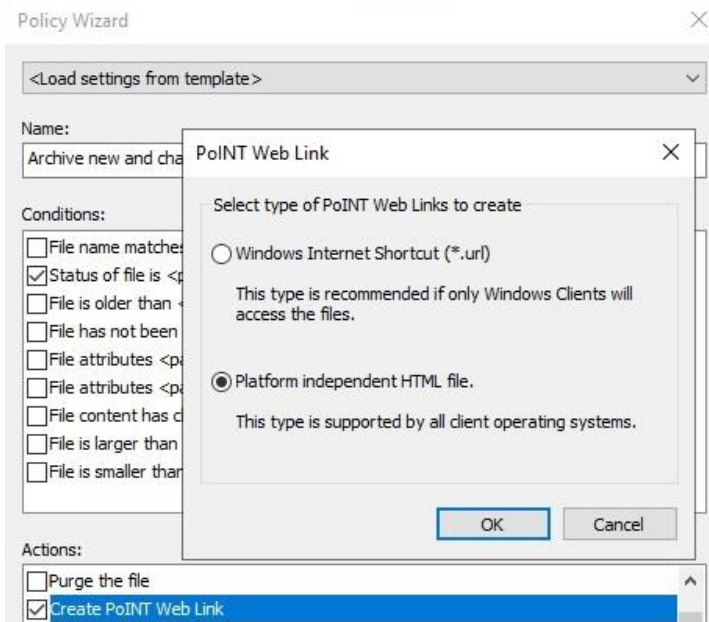 Policy Wizard
<Load settings from template>
Name:
Archive new and cha
Conditions:
File name matches
Status of file is <p
File is older than <
File has not been
File attributes <pa
File attributes <pa
File content has cl
File is larger than
File is smaller than
PoINT Web Link
Select type of PoINT Web Links to create
Windows Internet Shortcut (*.url)
This type is recommended if only Windows Clients will
access the files.
Platform independent HTML file.
This type is supported by all client operating systems.
OK
Cancel
Actions:
Purge the file
Create PoINT Web Link